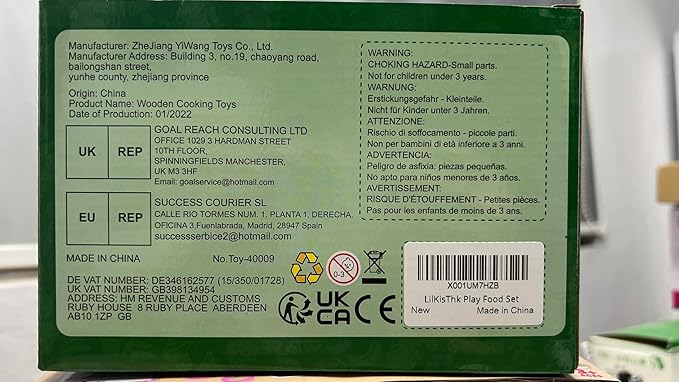 Manufacturer: ZheJiang YiWang Toys Co., Ltd.
Manufacturer Address: Building 3, no.19, chaoyang road,
bailongshan street,
yunhe county, zhejiang province
Origin: China
Product Name: Wooden Cooking Toys
Date of Production: 01/2022
UK REP
GOAL REACH CONSULTING LTD
OFFICE 1029 3 HARDMAN STREET
10TH FLOOR,
SPINNINGFIELDS MANCHESTER,
UK M3 3HF
Email: goalservice@hotmail.com
EU REP
SUCCESS COURIER SL
CALLE RIO TORMES NUM. 1, PLANTA 1, DERECHA,
OFICINA 3,Fuenlabrada, Madrid, 28947 Spain
successserbice2@hotmail.com
MADE IN CHINA
No.Toy-40009
DE VAT NUMBER: DE346162577 (15/350/01728)
UK VAT NUMBER: GB398134954
ADDRESS: HM REVENUE AND CUSTOMS
RUBY HOUSE 8 RUBY PLACE ABERDEEN
AB10 1ZP GB
WARNING:
CHOKING HAZARD-Small parts.
Not for children under 3 years.
WARNUNG:
Erstickungsgefahr - Kleinteile.
Nicht für Kinder unter 3 Jahren.
ATTENZIONE:
Rischio di soffocamento - piccole parti.
Non per bambini di età inferiore a 3 anni.
ADVERTENCIA:
Peligro de asfixia: piezas pequeñas.
No apto para niños menores de 3 años.
AVERTISSEMENT:
RISQUE D'ÉTOUFFEMENT - Petites pièces.
Pas pour les enfants de moins de 3 ans.
0-3
UK
CA CE
X001UM7HZB
LilKisThk Play Food Set
New
Made in China